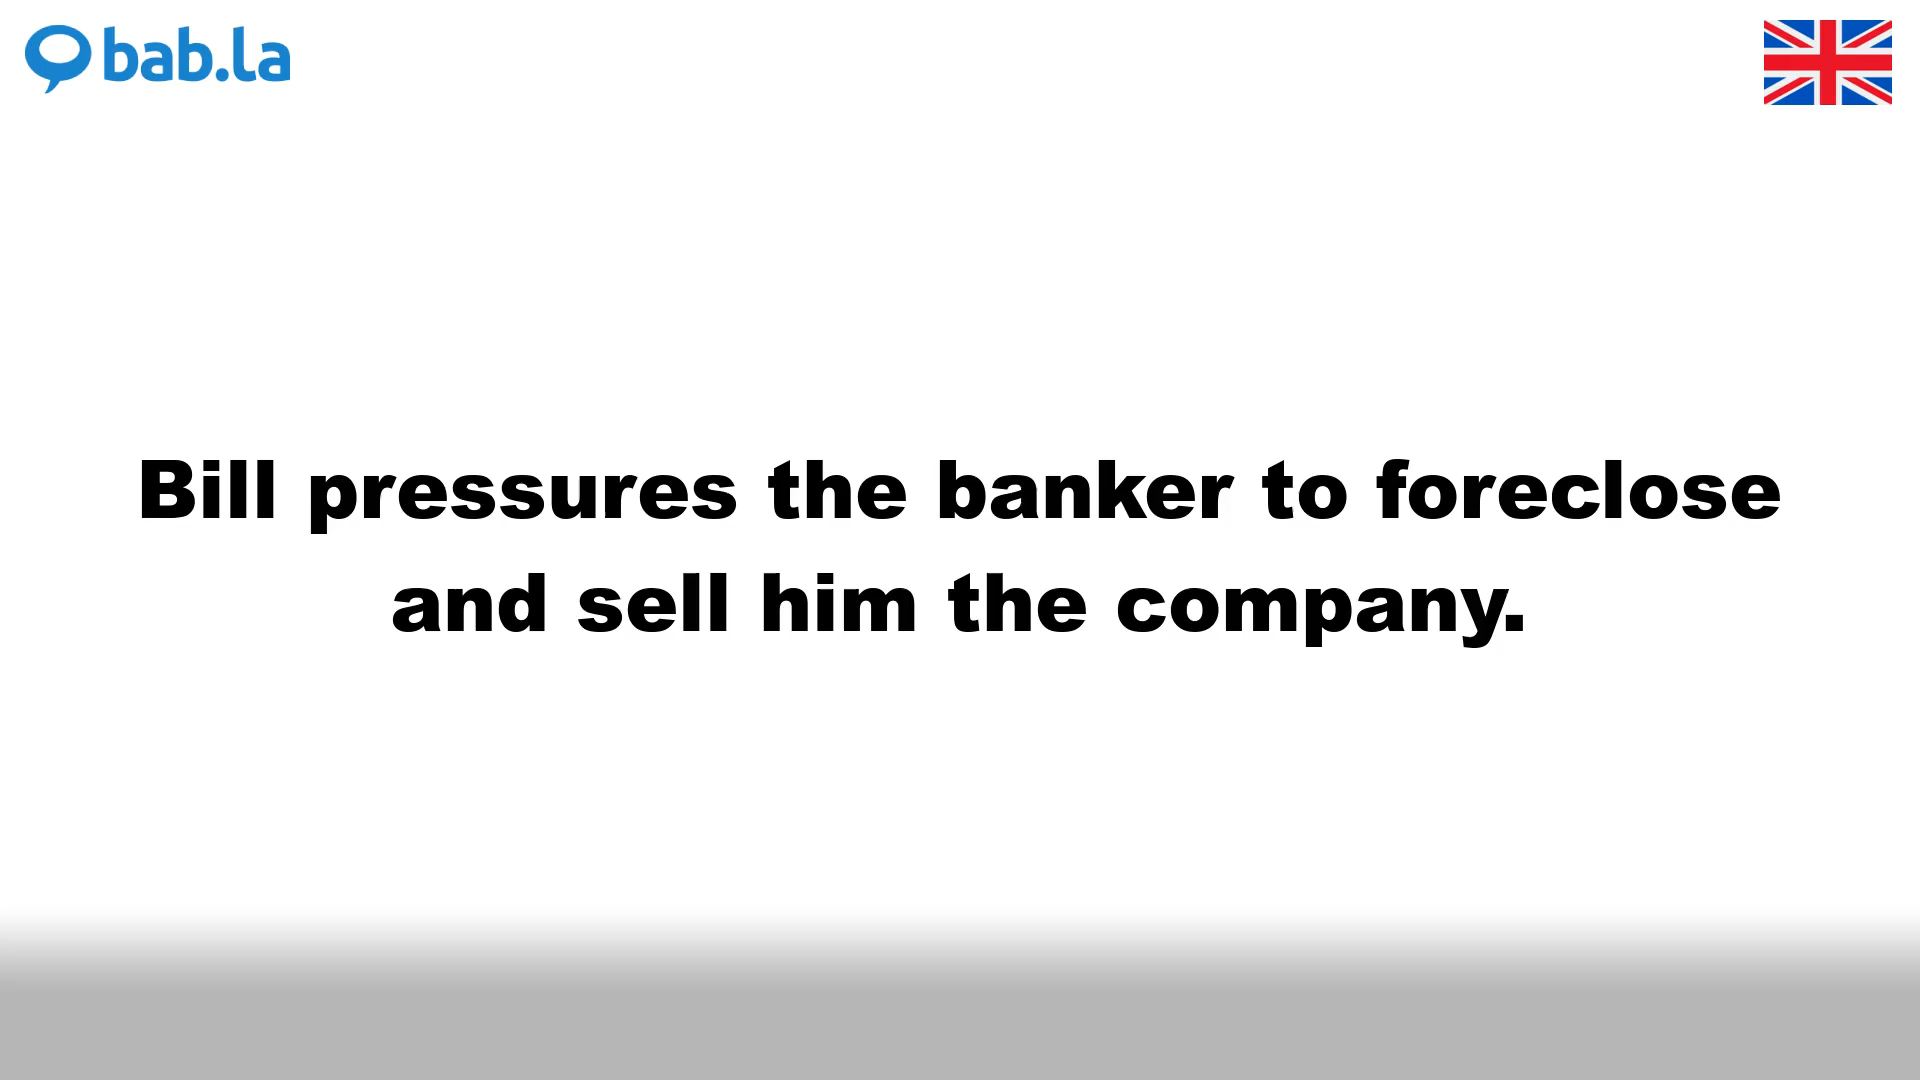 bab.la
Bill pressures the banker to foreclose
and sell him the company.